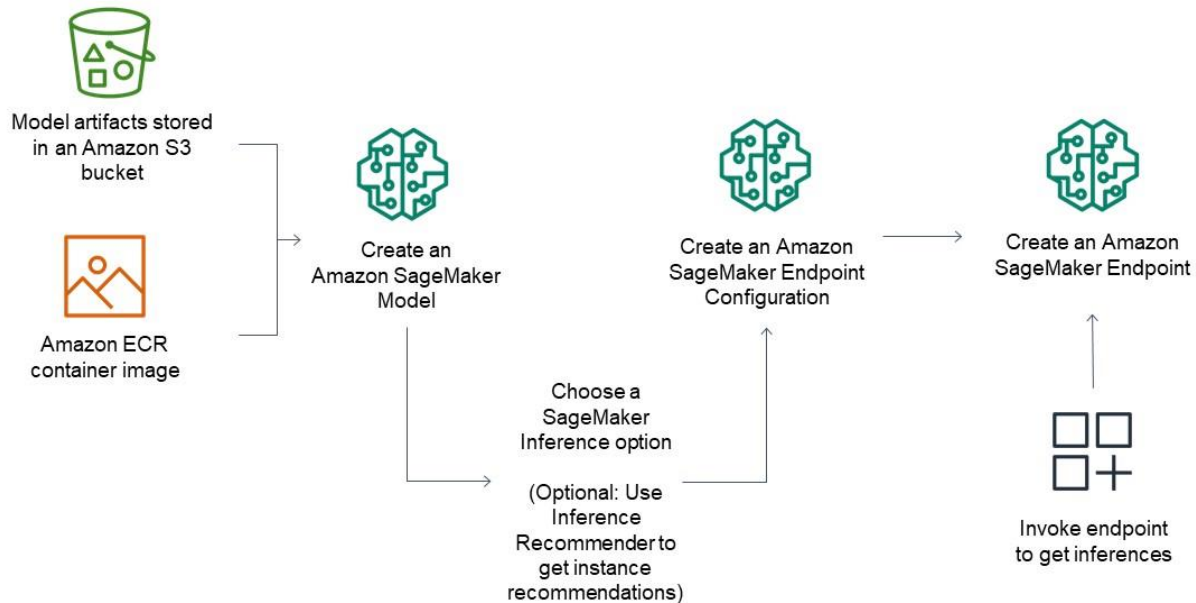 Model artifacts stored
in an Amazon S3
bucket
Amazon ECR
container image
Create an
Amazon SageMaker
Model
Choose a
SageMaker
Inference option
(Optional: Use
Inference
Recommender to
get instance
recommendations)
Create an Amazon
SageMaker Endpoint
Configuration
Create an Amazon
SageMaker Endpoint
Invoke endpoint
to get inferences